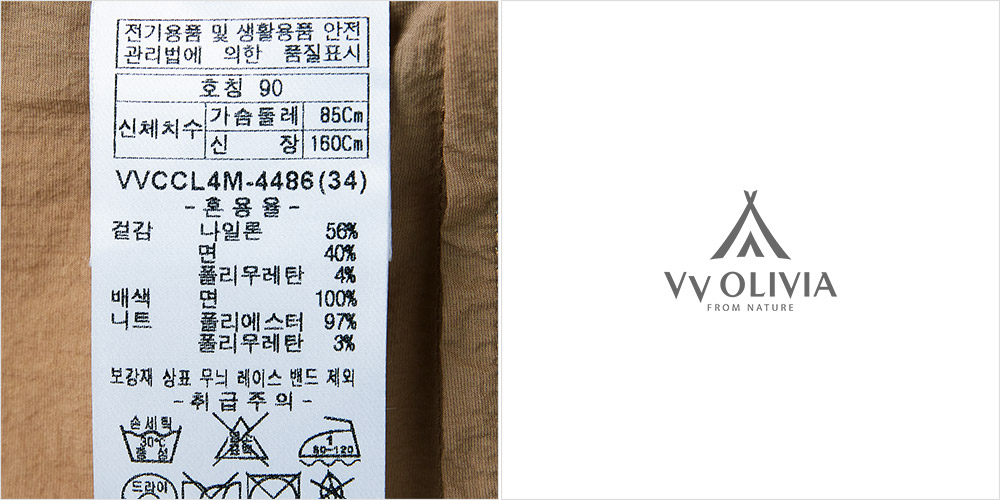 전기용품 및 생활용품 안전
관리법에 의한 품질표시
호칭 90
신체치수 가슴둘레 85Cm
신 장 160Cm
VVCCL4M-4486(34)
-혼용율-
겉감 나일론 56%
면 40%
폴리우레탄 4%
배색 면 100%
니트 폴리에스터 97%
폴리우레탄 3%
보강재 상표 무늬 레이스 밴드 제외
-취급주의-
손세탁
30℃
중성
1
80-120
드라이
VV OLIVIA
FROM NATURE